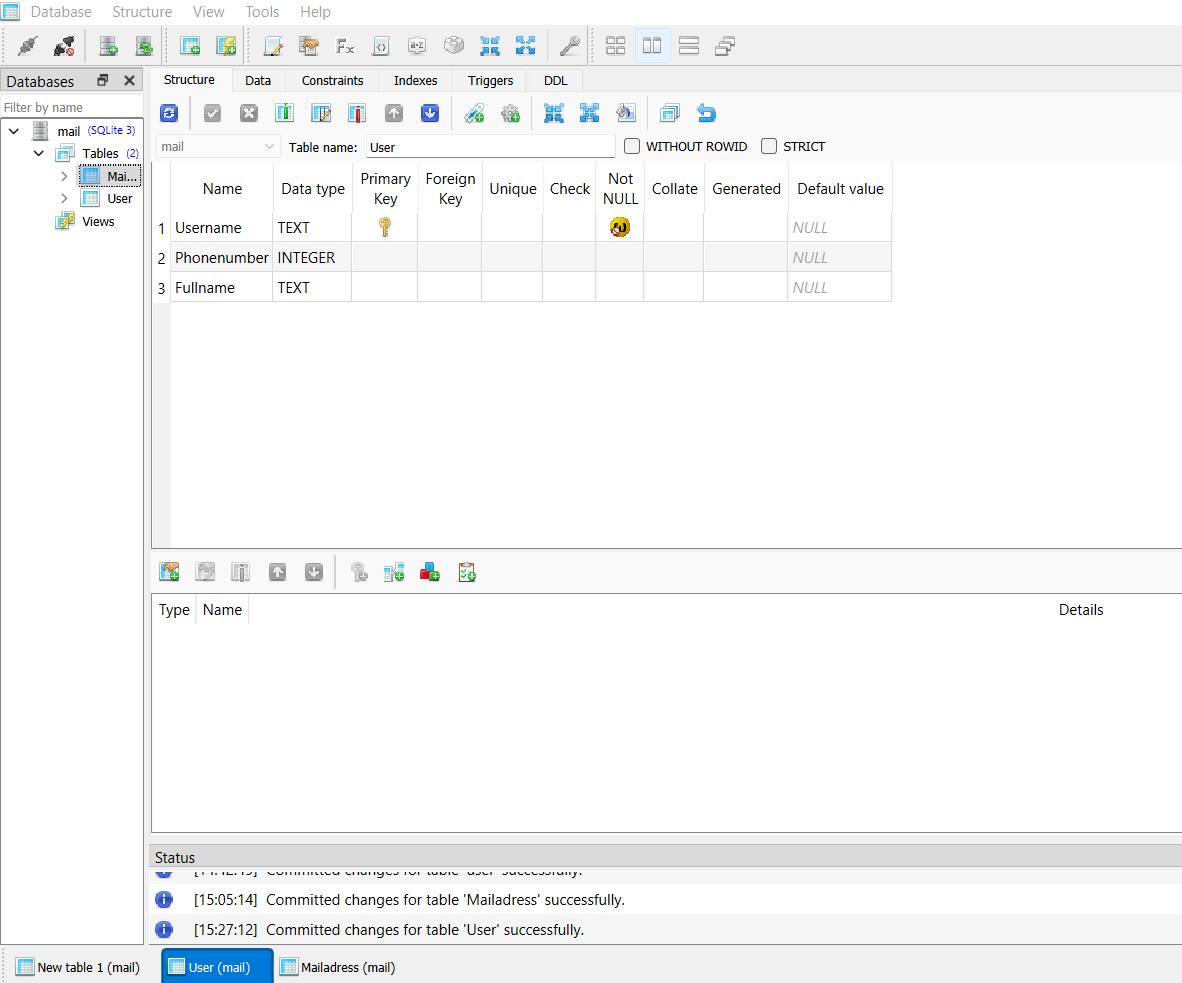 Database Structure View Tools Help
Databases
Structure Data Constraints Indexes Triggers DDL
Filter by name
mail (SQLite 3)
Tables (2)
Mai...
User
Views
mail Table name: User WITHOUT ROWID STRICT
Name Data type Primary Key Foreign Key Unique Check Not NULL Collate Generated Default value
1 Username TEXT NULL
2 Phonenumber INTEGER NULL
3 Fullname TEXT NULL
Type Name Details
Status
Committed changes for table 'user' successfully.
[15:05:14] Committed changes for table 'Mailadress' successfully.
[15:27:12] Committed changes for table 'User' successfully.
New table 1 (mail) User (mail) Mailadress (mail)